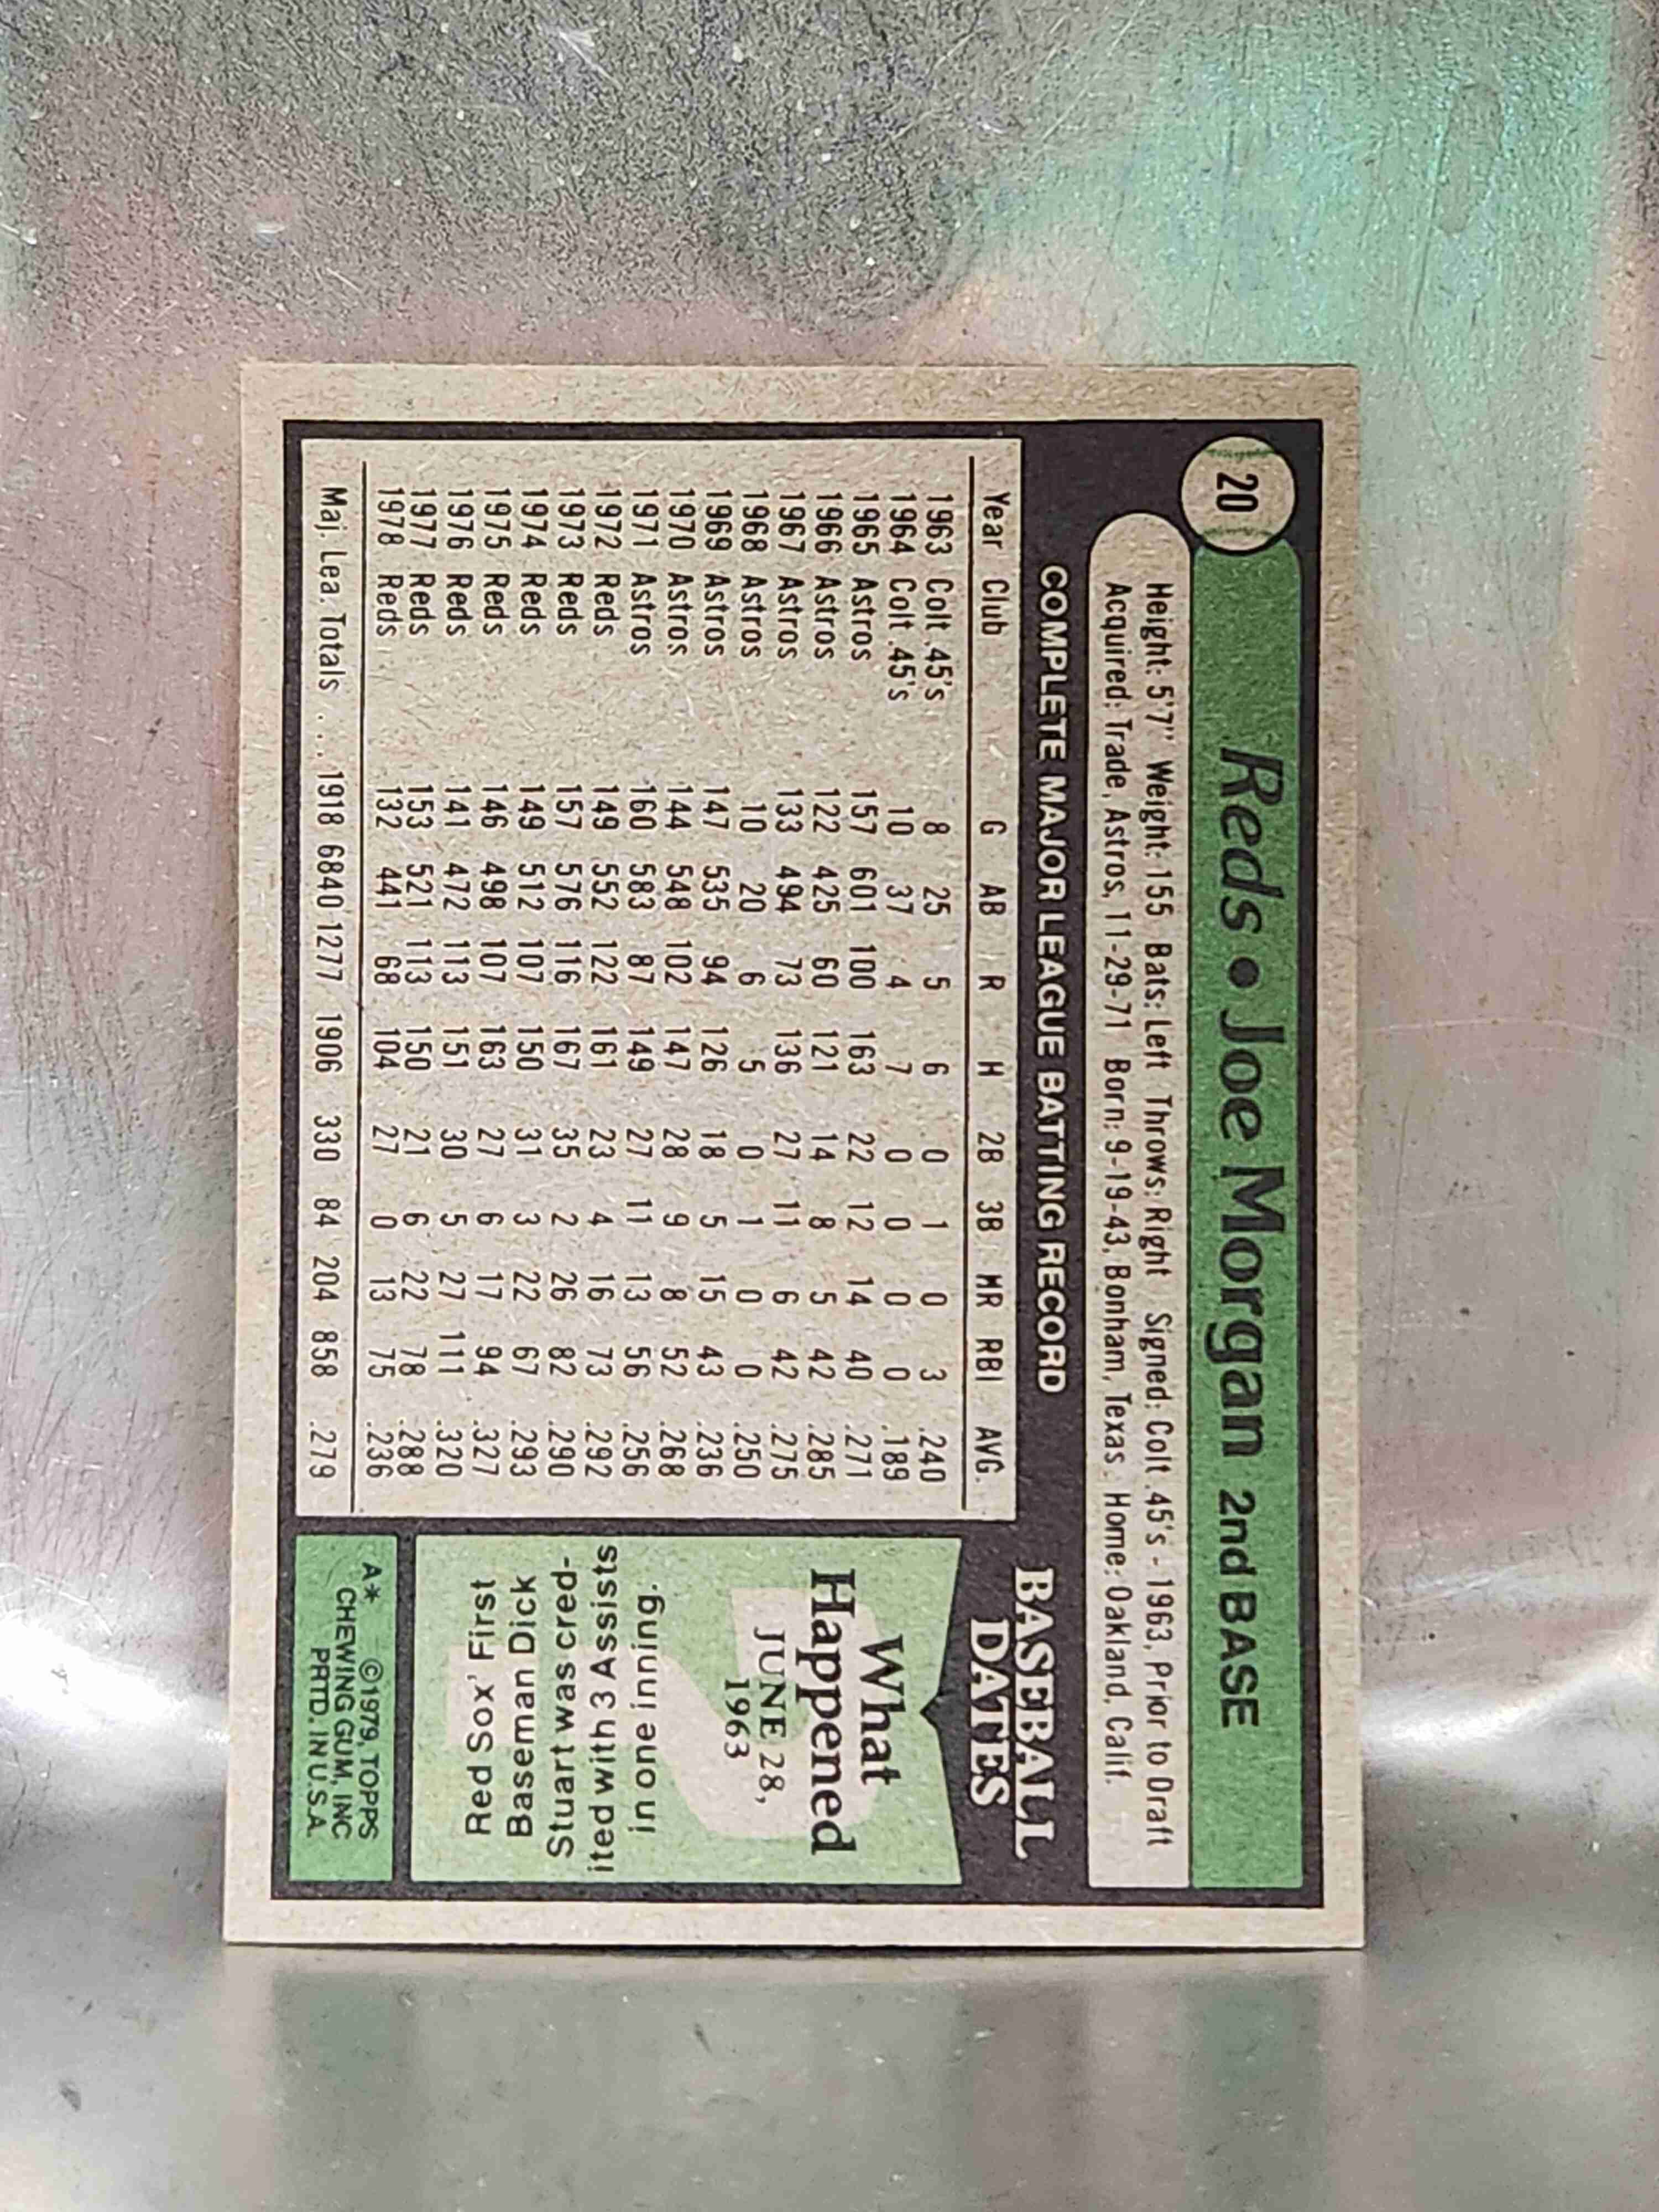 20
Reds • Joe Morgan 2nd BASE
Height: 5'7" Weight: 155 Bats: Left Throws: Right Signed: Colt .45's - 1963, Prior to Draft
Acquired: Trade, Astros, 11-29-71 Born: 9-19-43, Bonham, Texas. Home: Oakland, Calif.
COMPLETE MAJOR LEAGUE BATTING RECORD
Year Club G AB R H 2B 3B HR RBI AVG.
1963 Colt .45's 8 25 5 6 0 1 0 3 .240
1964 Colt .45's 10 37 4 7 0 0 0 0 .189
1965 Astros 157 601 100 163 22 12 14 40 .271
1966 Astros 122 425 60 121 14 8 5 42 .285
1967 Astros 133 494 73 136 27 11 6 42 .275
1968 Astros 10 20 6 5 0 1 0 0 .250
1969 Astros 147 535 94 126 18 5 15 43 .236
1970 Astros 144 548 102 147 28 9 8 52 .268
1971 Astros 160 583 87 149 27 11 13 56 .256
1972 Reds 149 552 122 161 23 4 16 73 .292
1973 Reds 157 576 116 167 35 2 26 82 .290
1974 Reds 149 512 107 150 31 3 22 67 .293
1975 Reds 146 498 107 163 27 6 17 94 .327
1976 Reds 141 472 113 151 30 5 27 111 .320
1977 Reds 153 521 113 150 21 6 22 78 .288
1978 Reds 132 441 68 104 27 0 13 75 .236
Maj. Lea. Totals . . . 1918 6840 1277 1906 330 84 204 858 .279
BASEBALL
DATES
What
Happened
JUNE 28,
1963
Red Sox' First
Baseman Dick
Stuart was cred-
ited with 3 Assists
in one inning.
A* ©1979, TOPPS
CHEWING GUM, INC
PRTD. IN U.S.A.